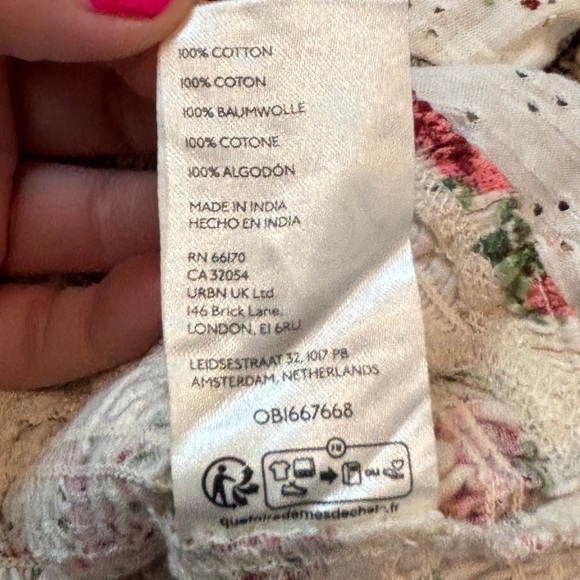 100% COTTON
100% COTON
100% BAUMWOLLE
100% COTONE
100% ALGODÓN
MADE IN INDIA
HECHO EN INDIA
RN 66170
CA 32054
URBN UK Ltd
146 Brick Lane,
LONDON, E1 6RU
LEIDSESTRAAT 32, 1017 PB
AMSTERDAM, NETHERLANDS
OB1667668
FR
OU
quefairedemesdechets.fr